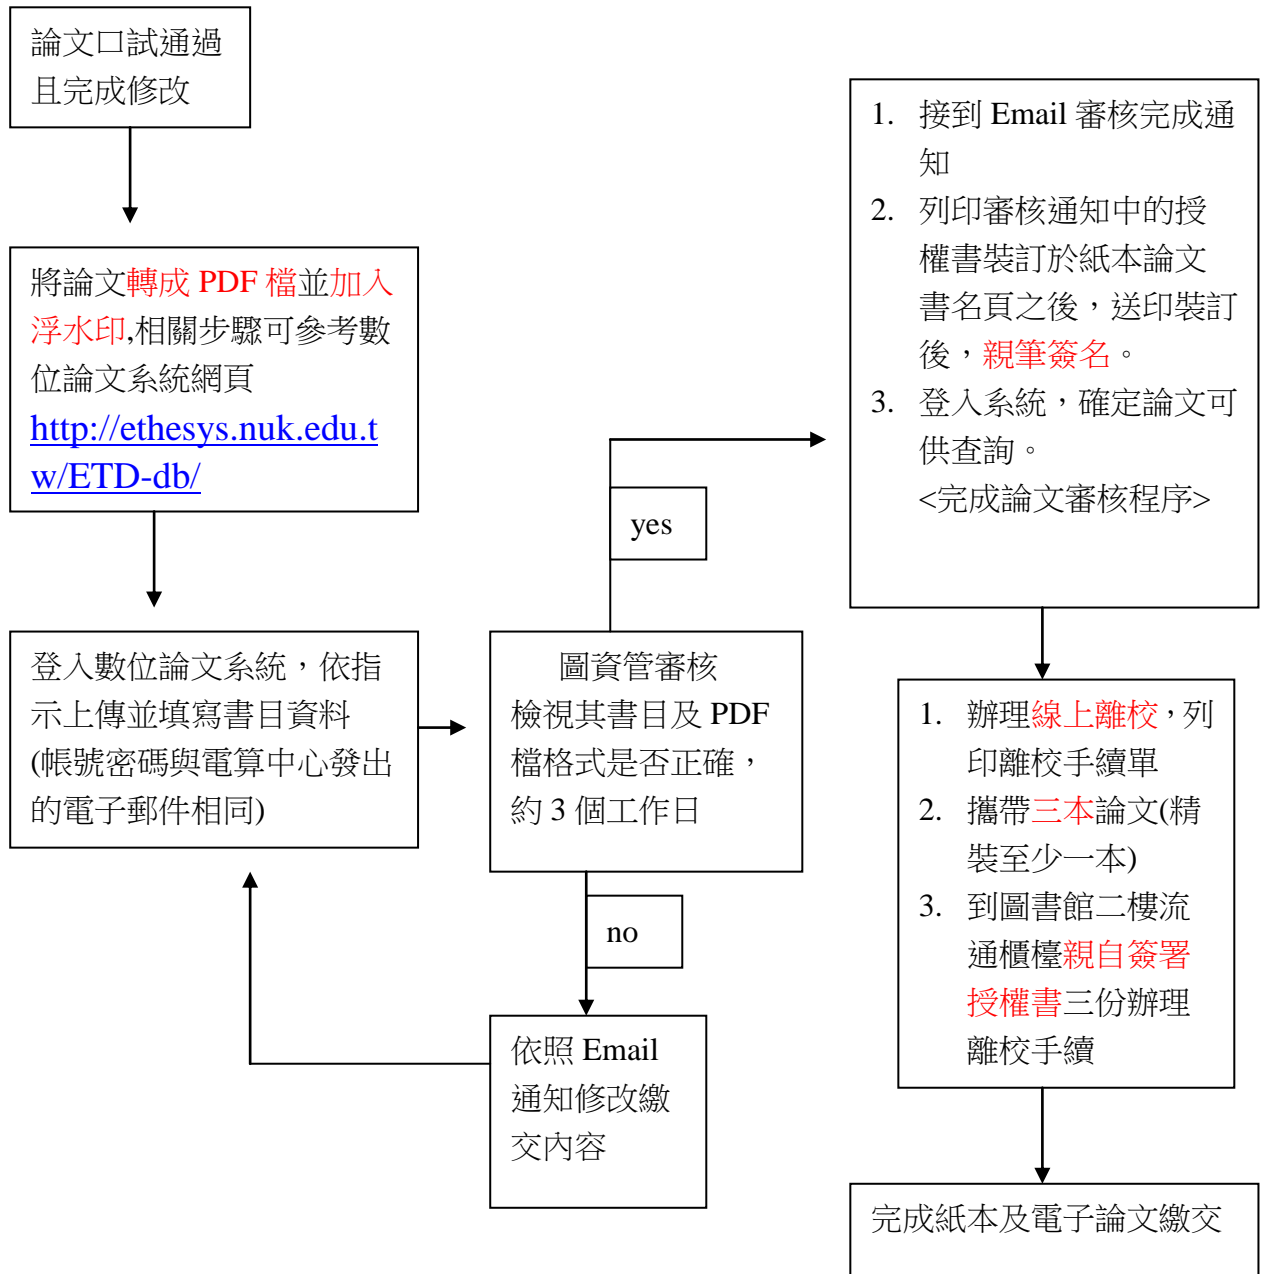 論文口試通過
且完成修改
將論文轉成 PDF 檔並加入
浮水印,相關步驟可參考數
位論文系統網頁
http://ethesys.nuk.edu.t
w/ETD-db/
登入數位論文系統，依指
示上傳並填寫書目資料
(帳號密碼與電算中心發出
的電子郵件相同)
圖資管審核
檢視其書目及 PDF
檔格式是否正確，
約 3 個工作日
yes
no
依照 Email
通知修改繳
交內容
1. 接到 Email 審核完成通
知
2. 列印審核通知中的授
權書裝訂於紙本論文
書名頁之後，送印裝訂
後，親筆簽名。
3. 登入系統，確定論文可
供查詢。
<完成論文審核程序>
1. 辦理線上離校，列
印離校手續單
2. 攜帶三本論文(精
裝至少一本)
3. 到圖書館二樓流
通櫃檯親自簽署
授權書三份辦理
離校手續
完成紙本及電子論文繳交